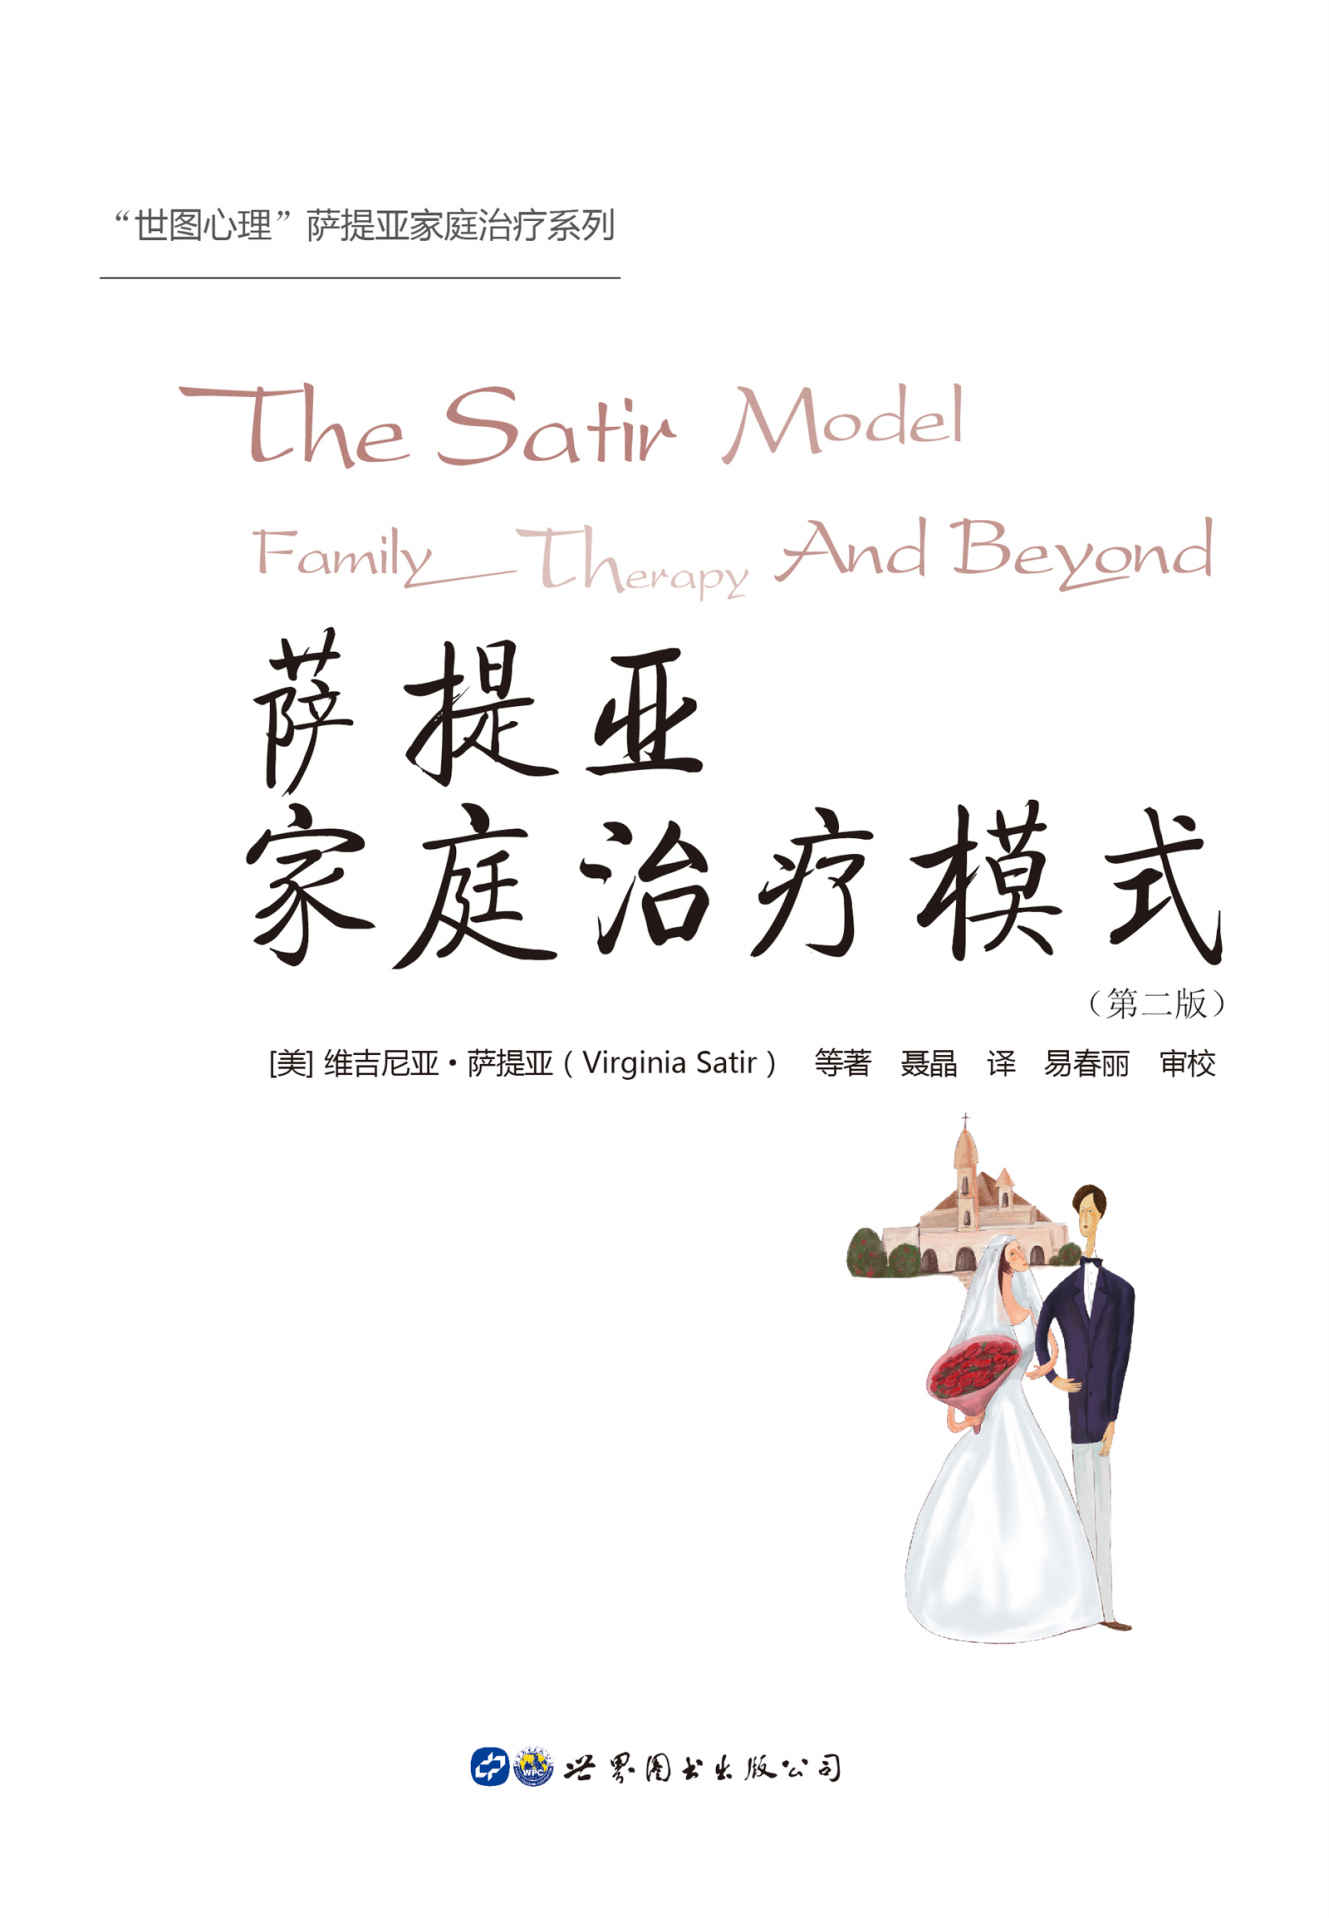 “世图心理”萨提亚家庭治疗系列
The Satir Model
Family Therapy And Beyond
萨提亚
家庭治疗模式
（第二版）
[美] 维吉尼亚·萨提亚（Virginia Satir） 等著 聂晶 译 易春丽 审校
WPC 世界图书出版公司